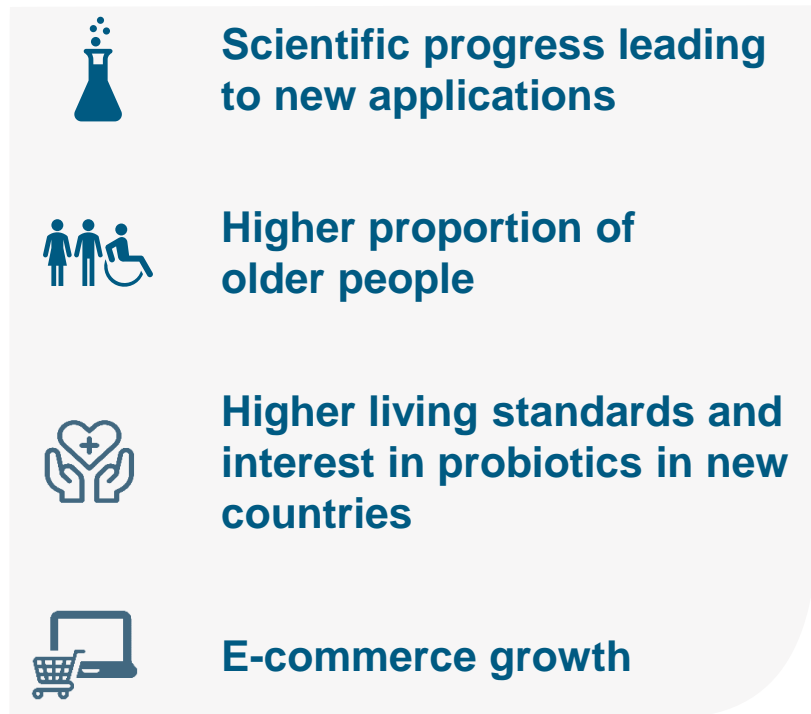 Scientific progress leading
to new applications
Higher proportion of
older people
Higher living standards and
interest in probiotics in new
countries
E-commerce growth